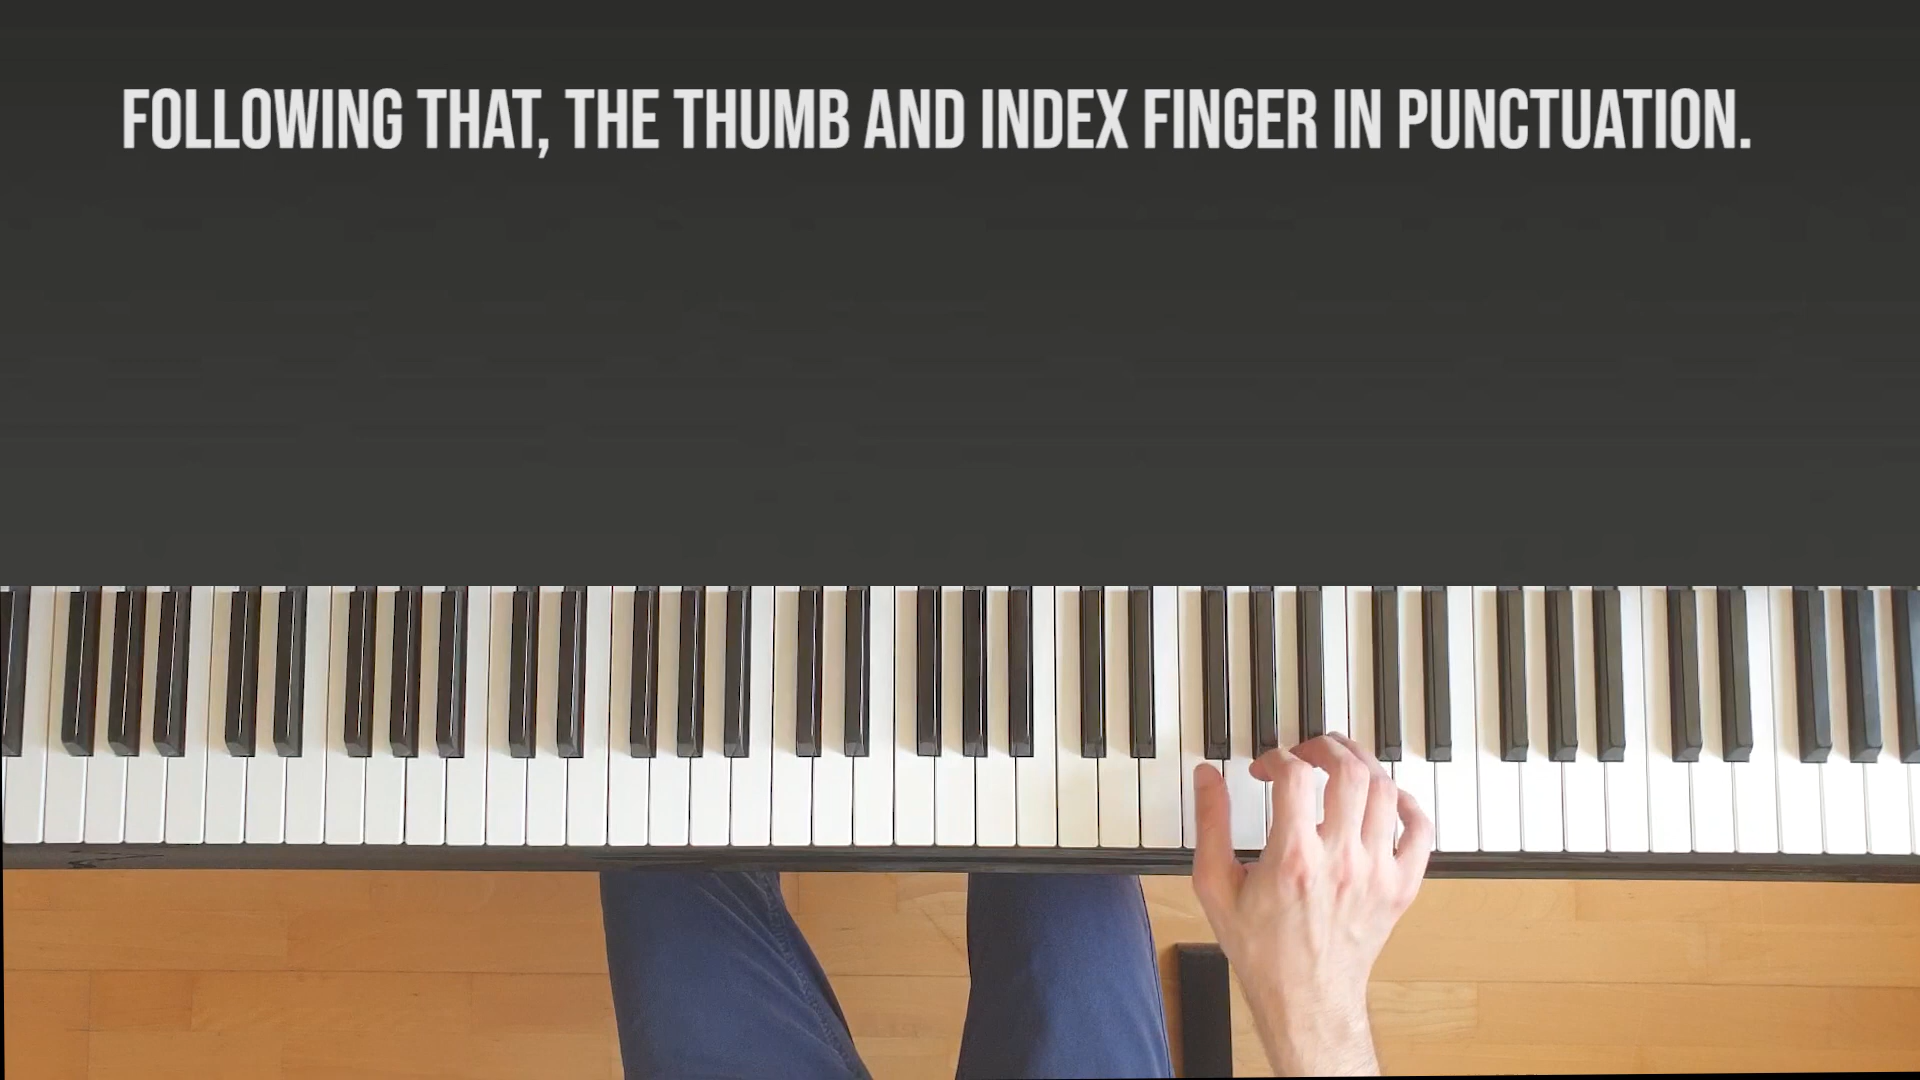 FOLLOWING THAT, THE THUMB AND INDEX FINGER IN PUNCTUATION.